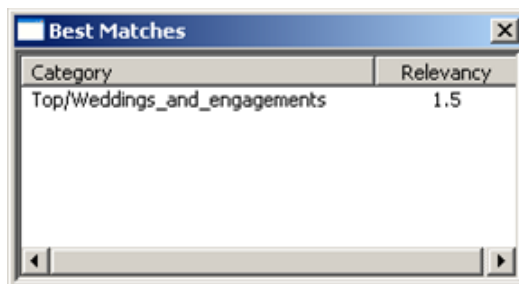 Best Matches
Category Relevancy
Top/Weddings_and_engagements 1.5